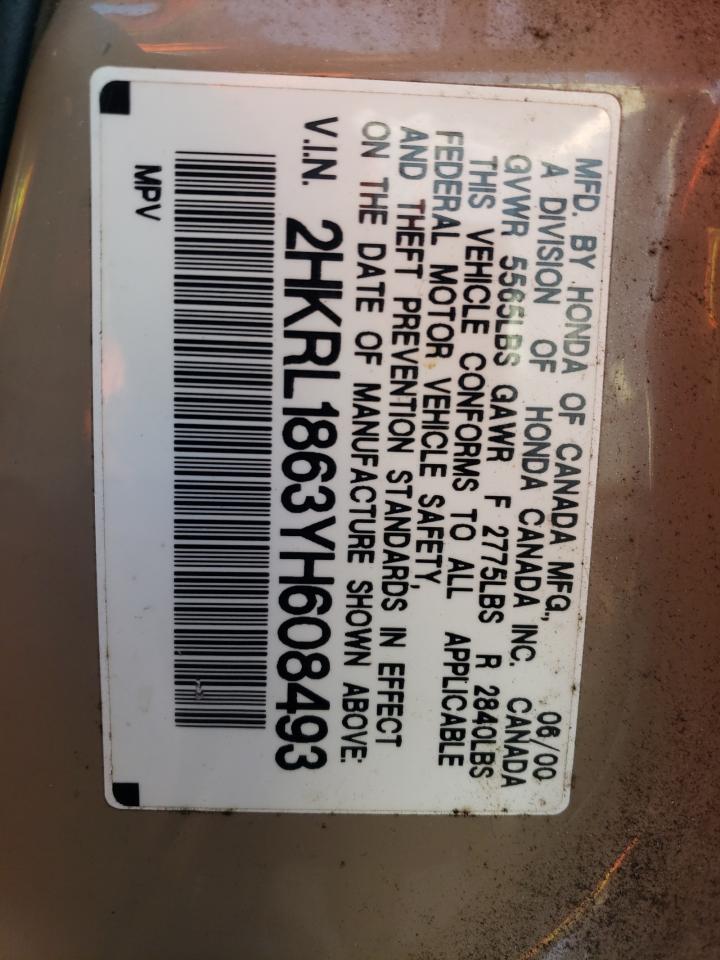 MFD. BY HONDA OF CANADA MFG., 06/00
A DIVISION OF HONDA CANADA INC. CANADA
GVWR 5565LBS GAWR F 2775LBS R 2840LBS
THIS VEHICLE CONFORMS TO ALL APPLICABLE
FEDERAL MOTOR VEHICLE SAFETY,
AND THEFT PREVENTION STANDARDS IN EFFECT
ON THE DATE OF MANUFACTURE SHOWN ABOVE.
V.I.N. 2HKRL1863YH608493
MPV